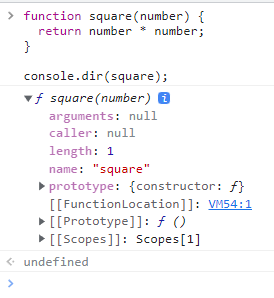 function square(number) {
return number * number;
}
console.dir(square);
ƒ square(number) i
arguments: null
caller: null
length: 1
name: "square"
prototype: {constructor: ƒ}
[[FunctionLocation]]: VM54:1
[[Prototype]]: ƒ ()
[[Scopes]]: Scopes[1]
undefined